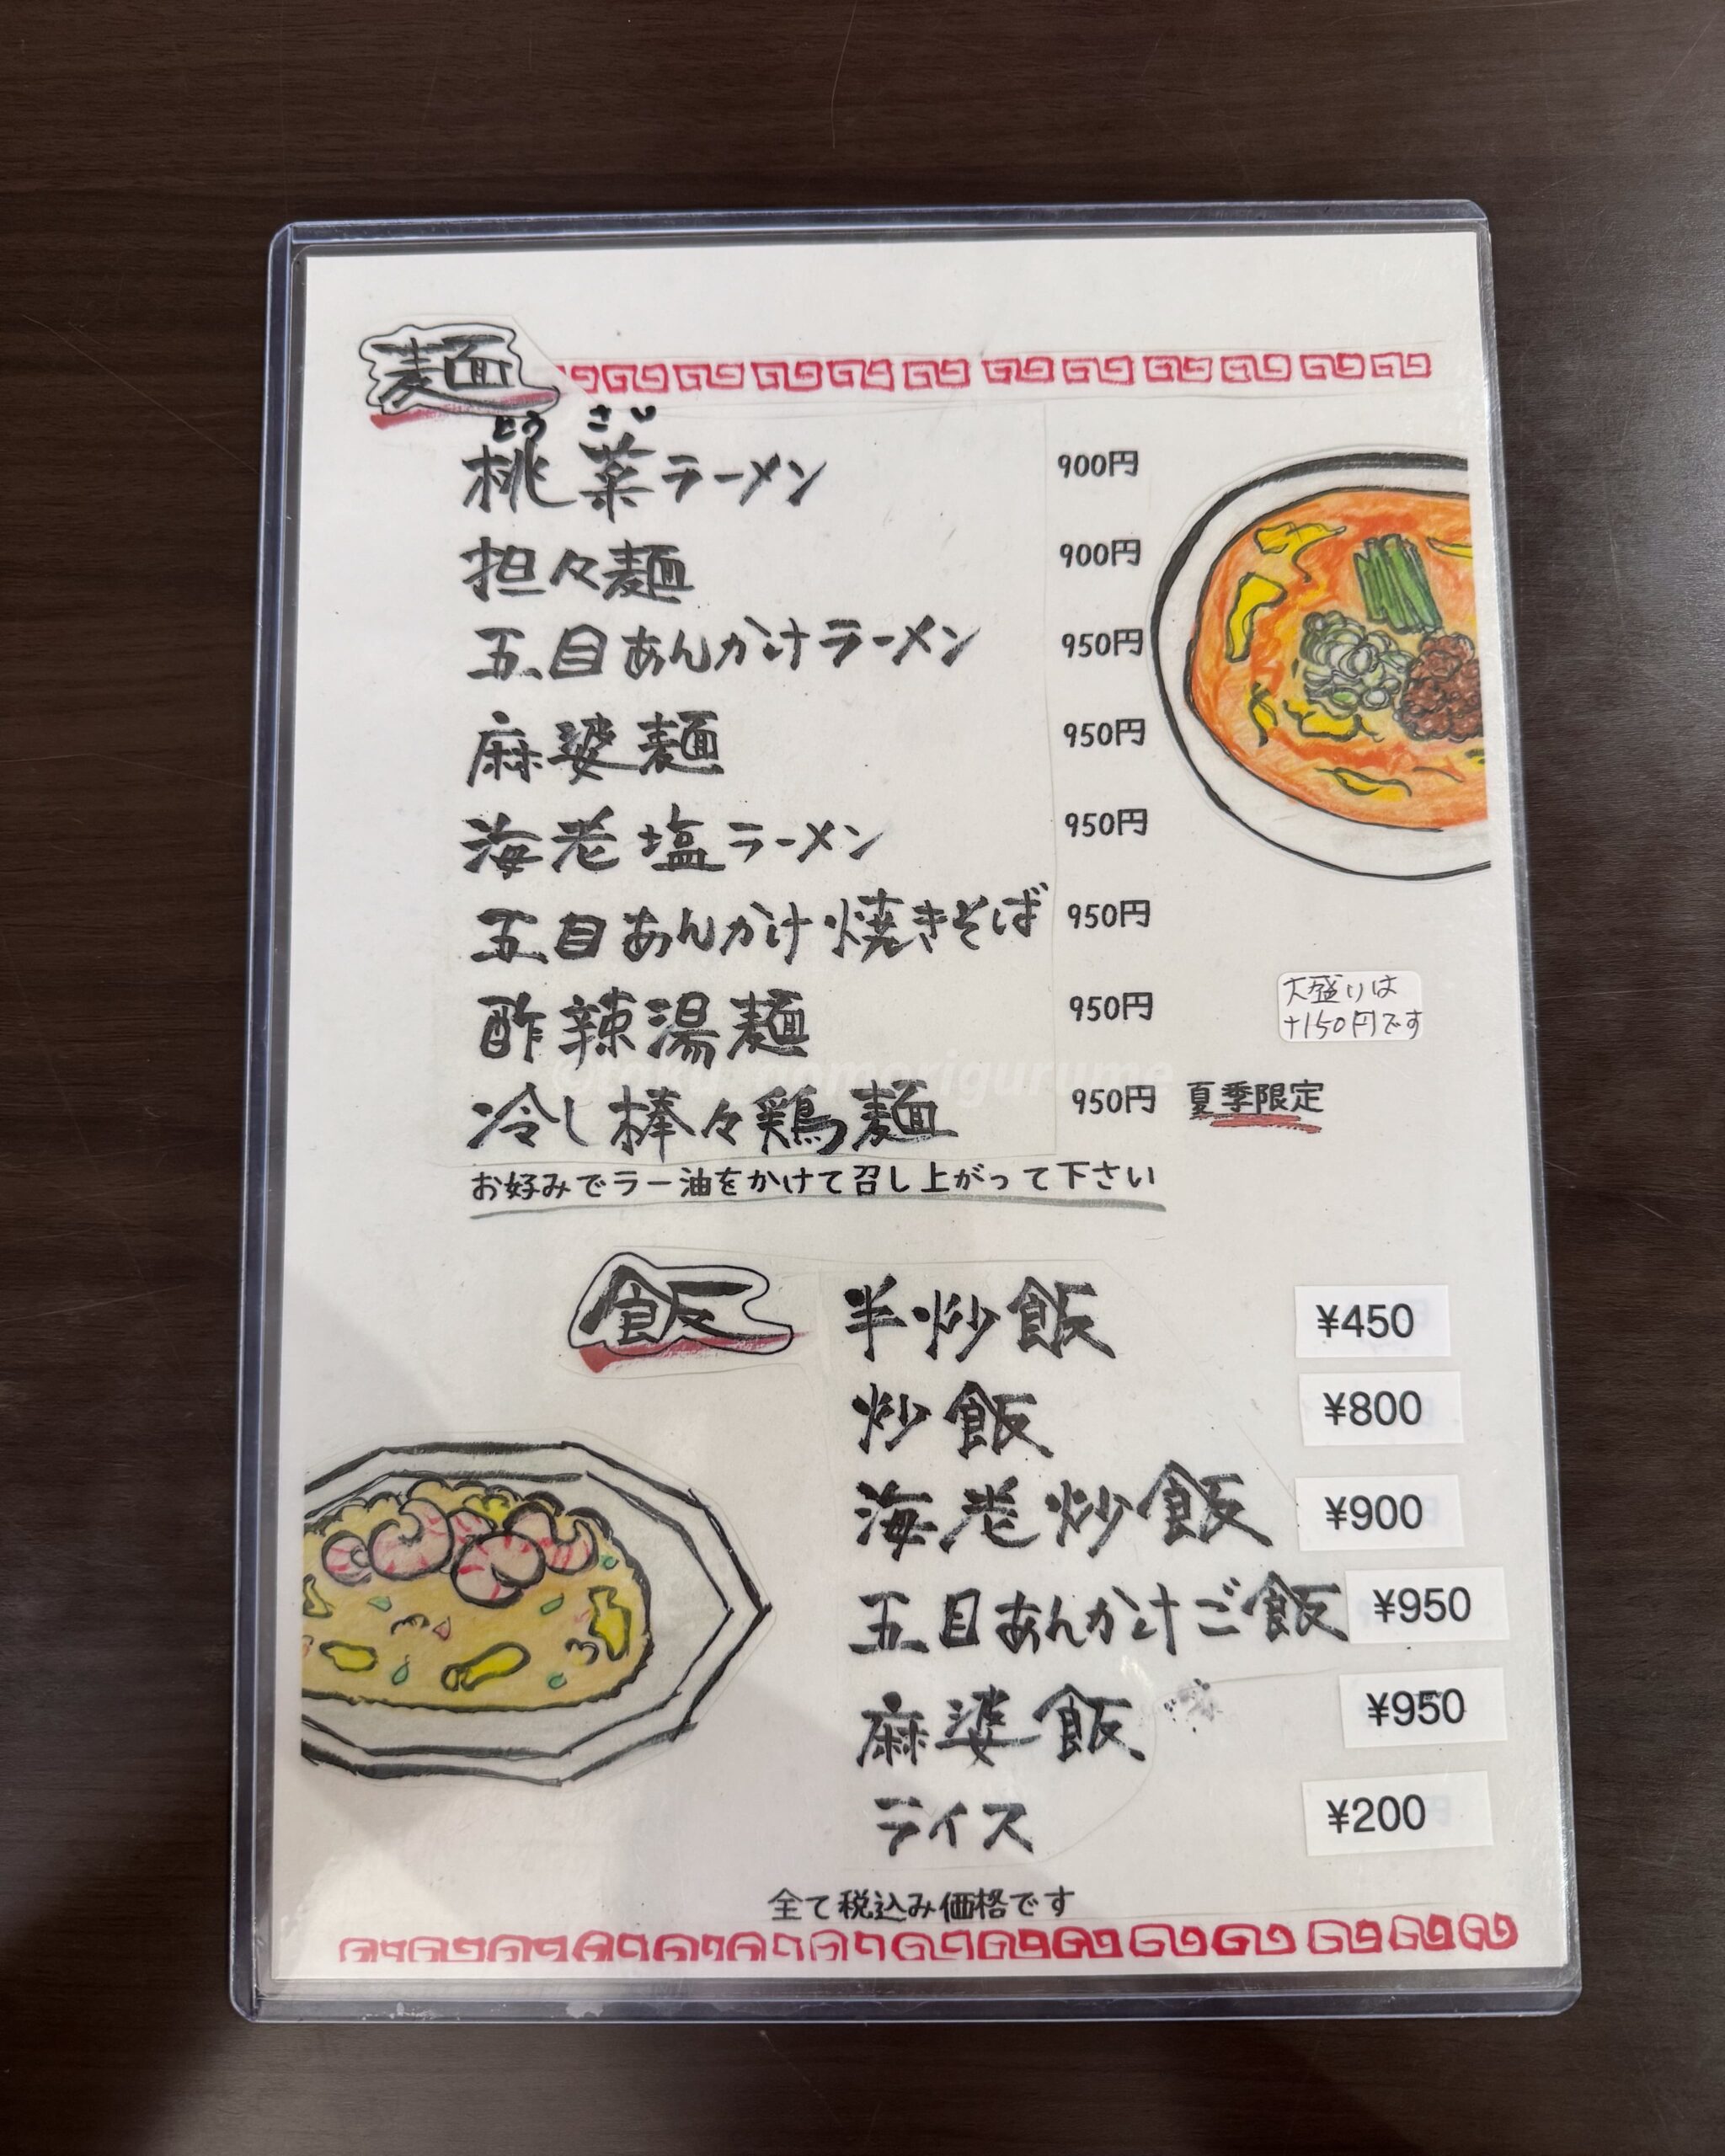 麺
とうさい
桃菜ラーメン 900円
担々麺 900円
五目あんかけラーメン 950円
麻婆麺 950円
海老塩ラーメン 950円
五目あんかけ焼きそば 950円
酢辣湯麺 950円
大盛りは
+150円です
冷し棒々鶏麺 950円 夏季限定
お好みでラー油をかけて召し上がって下さい
飯
半炒飯 ¥450
炒飯 ¥800
海老炒飯 ¥900
五目あんかけご飯 ¥950
麻婆飯 ¥950
ライス ¥200
全て税込み価格です